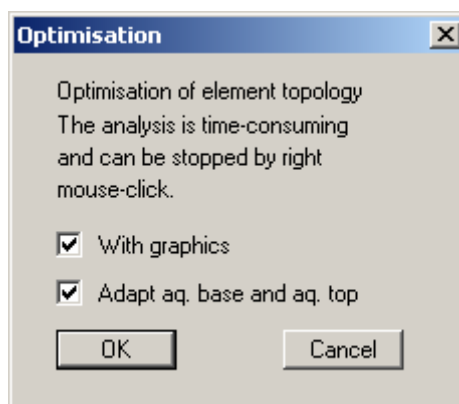 Optimisation
Optimisation of element topology
The analysis is time-consuming
and can be stopped by right
mouse-click.
With graphics
Adapt aq. base and aq. top
OK Cancel